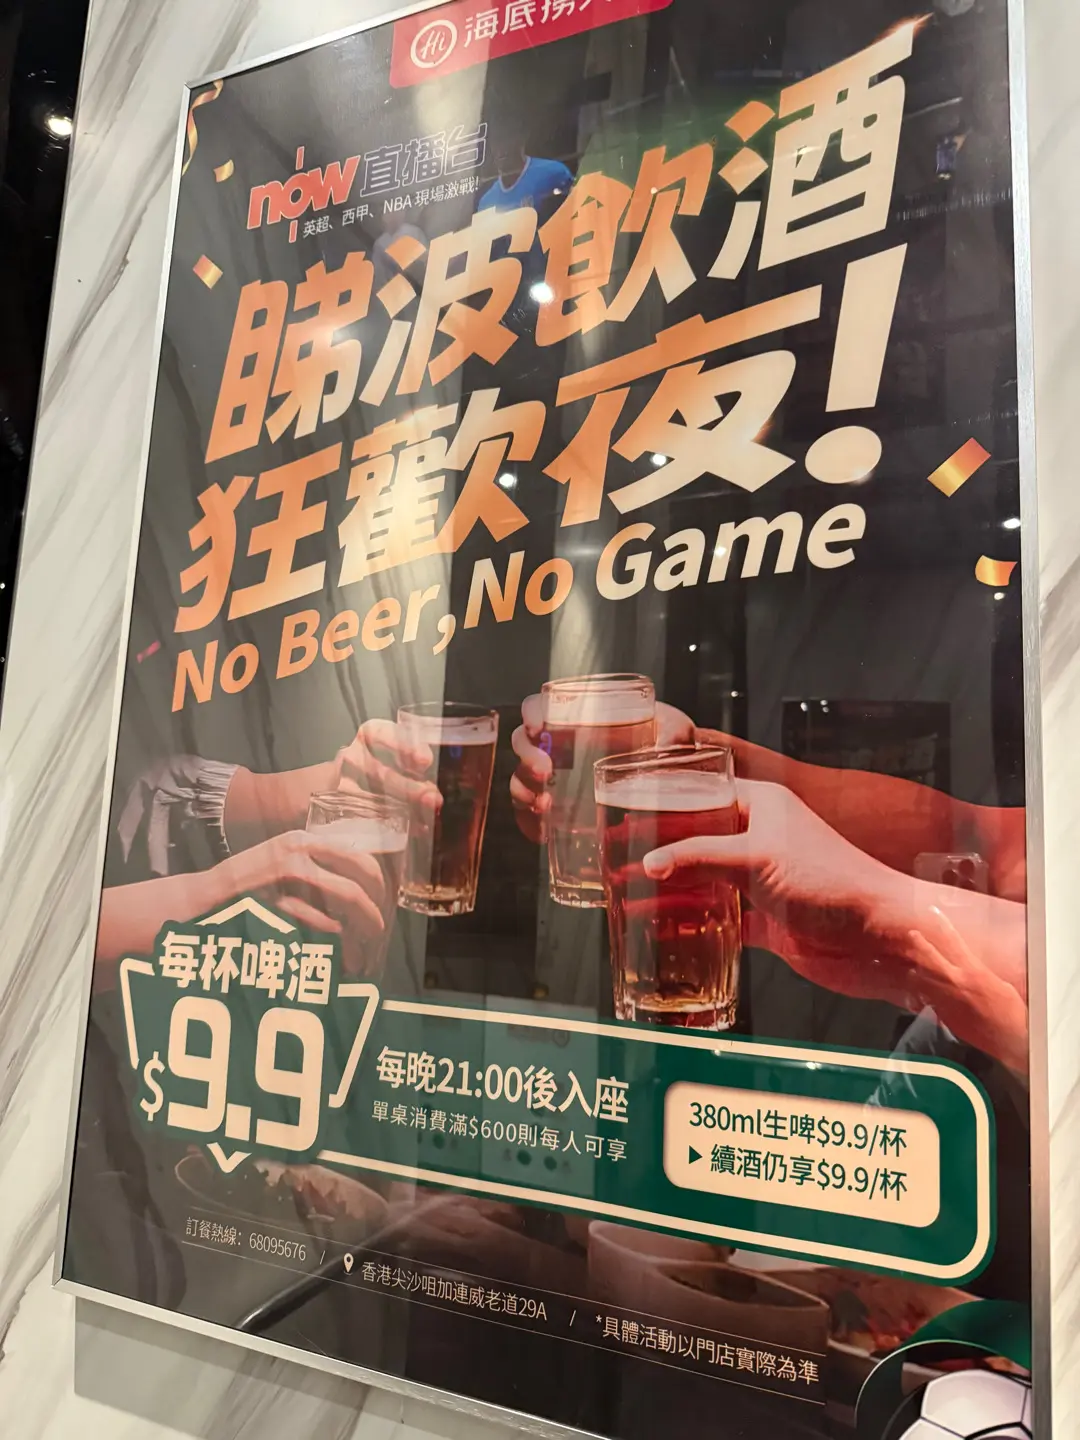 Hi 海底捞
now 直播台
英超、西甲、NBA 現場激戰!
睇波飲酒
狂歡夜!
No Beer,No Game
每杯啤酒
$9.9
每晚21:00後入座
單桌消費滿$600則每人可享
380ml生啤$9.9/杯
▶ 續酒仍享$9.9/杯
訂餐熱線：68095676 / 香港尖沙咀加連威老道29A / *具體活動以門店實際為準